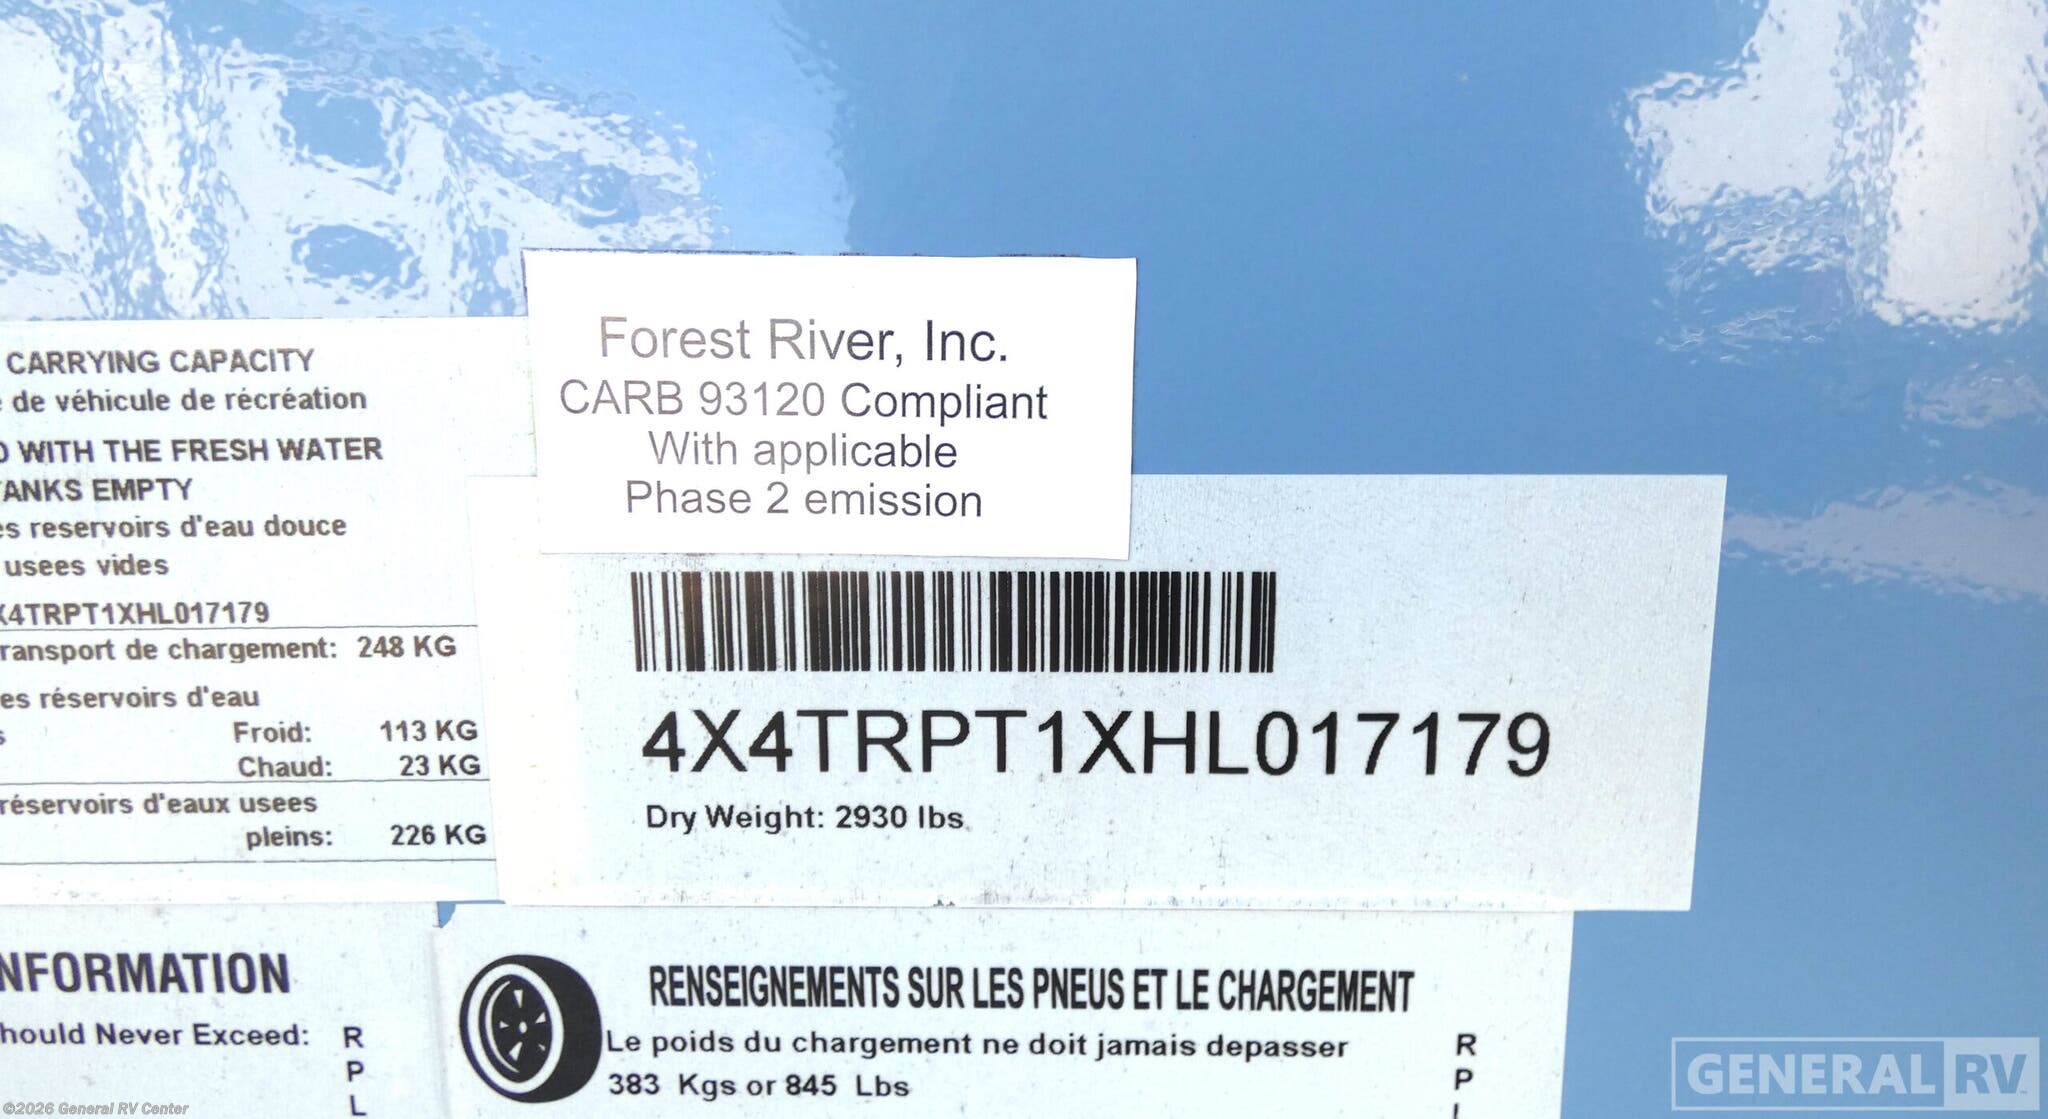 Forest River, Inc.
CARB 93120 Compliant
With applicable
Phase 2 emission
CARRYING CAPACITY
de véhicule de récréation
WITH THE FRESH WATER
TANKS EMPTY
es reservoirs d'eau douce
usees vides
X4TRPT1XHL017179
ransport de chargement: 248 KG
es réservoirs d'eau
Froid: 113 KG
Chaud: 23 KG
réservoirs d'eaux usees
pleins: 226 KG
4X4TRPT1XHL017179
Dry Weight: 2930 lbs
NFORMATION
hould Never Exceed:
R
P
L
RENSEIGNEMENTS SUR LES PNEUS ET LE CHARGEMENT
Le poids du chargement ne doit jamais depasser
383 Kgs or 845 Lbs
R
P
L
GENERAL RV
©2026 General RV Center